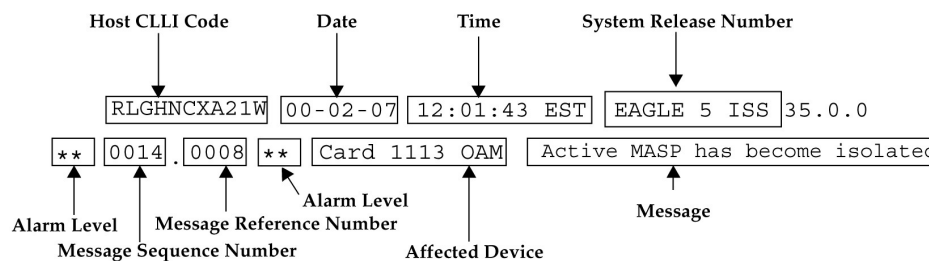 Host CLLI Code Date Time System Release Number
RLGHNCXA21W 00-02-07 12:01:43 EST EAGLE 5 ISS 35.0.0
** 0014 . 0008 ** Card 1113 OAM Active MASP has become isolated
Alarm Level Message Sequence Number Message Reference Number Alarm Level Affected Device Message